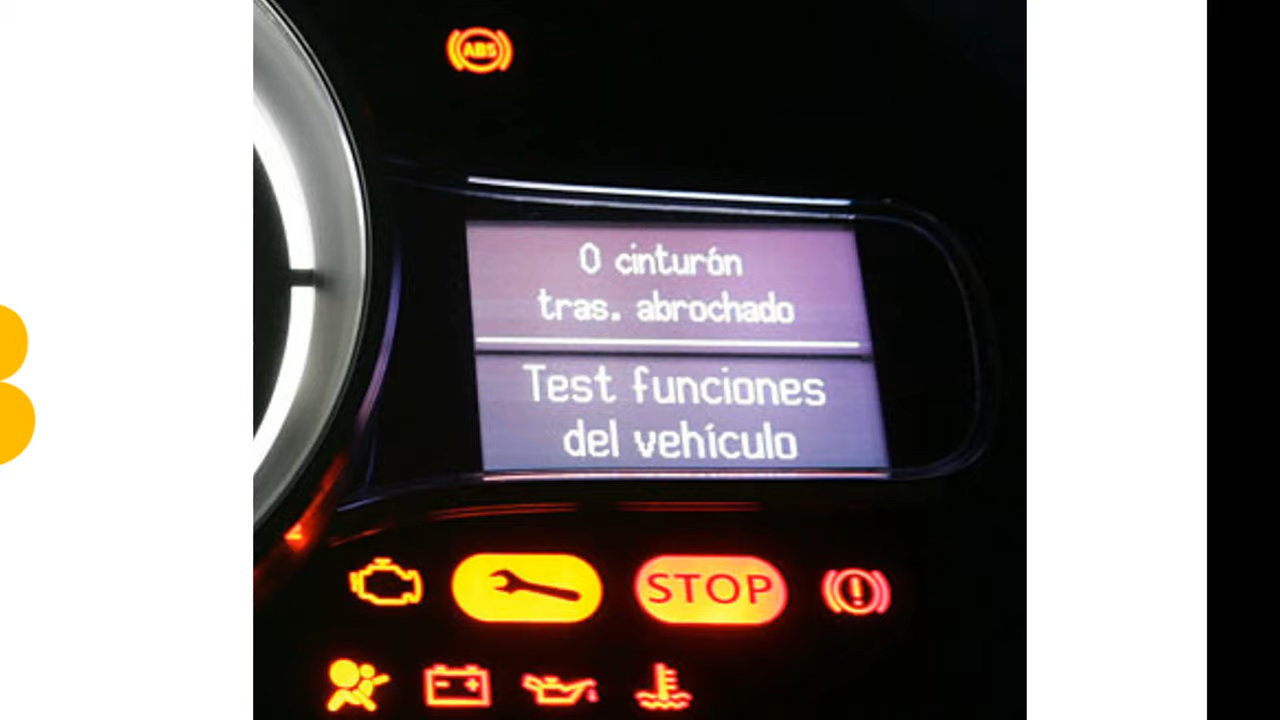 ABS
0 cinturón
tras. abrochado
Test funciones
del vehículo
STOP